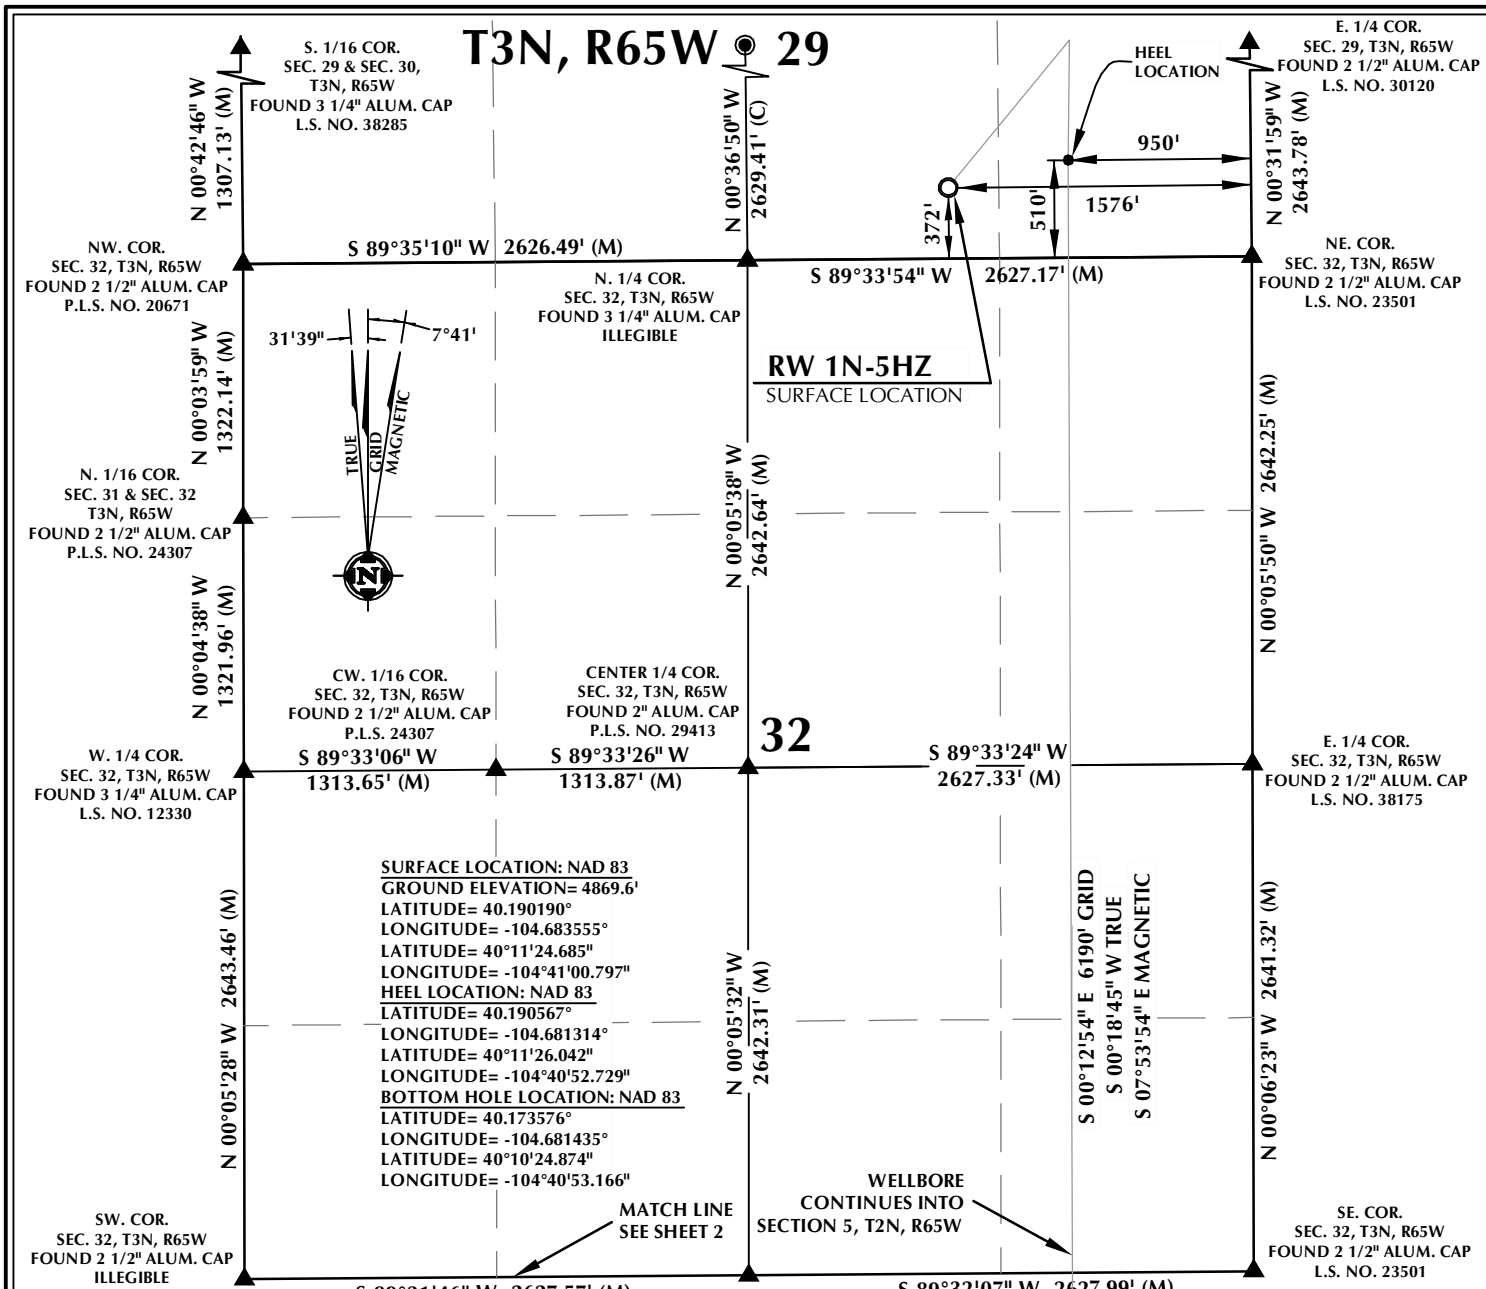 T3N, R65W
29
S. 1/16 COR.
SEC. 29 & SEC. 30,
T3N, R65W
FOUND 3 1/4" ALUM. CAP
L.S. NO. 38285
E. 1/4 COR.
SEC. 29, T3N, R65W
FOUND 2 1/2" ALUM. CAP
L.S. NO. 30120
HEEL
LOCATION
N 00°42'46" W
1307.13' (M)
N 00°36'50" W
2629.41' (C)
N 00°31'59" W
2643.78' (M)
950'
1576'
510'
372'
NW. COR.
SEC. 32, T3N, R65W
FOUND 2 1/2" ALUM. CAP
P.L.S. NO. 20671
S 89°35'10" W 2626.49' (M)
N. 1/4 COR.
SEC. 32, T3N, R65W
FOUND 3 1/4" ALUM. CAP
ILLEGIBLE
S 89°33'54" W 2627.17' (M)
NE. COR.
SEC. 32, T3N, R65W
FOUND 2 1/2" ALUM. CAP
L.S. NO. 23501
31'39"
7°41'
TRUE
GRID
MAGNETIC
N
RW 1N-5HZ
SURFACE LOCATION
N 00°03'59" W
1322.14' (M)
N 00°05'38" W
2642.64' (M)
N 00°05'50" W 2642.25' (M)
N. 1/16 COR.
SEC. 31 & SEC. 32
T3N, R65W
FOUND 2 1/2" ALUM. CAP
P.L.S. NO. 24307
N 00°04'38" W
1321.96' (M)
CW. 1/16 COR.
SEC. 32, T3N, R65W
FOUND 2 1/2" ALUM. CAP
P.L.S. 24307
CENTER 1/4 COR.
SEC. 32, T3N, R65W
FOUND 2" ALUM. CAP
P.L.S. NO. 29413
32
W. 1/4 COR.
SEC. 32, T3N, R65W
FOUND 3 1/4" ALUM. CAP
L.S. NO. 12330
S 89°33'06" W
1313.65' (M)
S 89°33'26" W
1313.87' (M)
S 89°33'24" W
2627.33' (M)
E. 1/4 COR.
SEC. 32, T3N, R65W
FOUND 2 1/2" ALUM. CAP
L.S. NO. 38175
SURFACE LOCATION: NAD 83
GROUND ELEVATION= 4869.6'
LATITUDE= 40.190190°
LONGITUDE= -104.683555°
LATITUDE= 40°11'24.685"
LONGITUDE= -104°41'00.797"
HEEL LOCATION: NAD 83
LATITUDE= 40.190567°
LONGITUDE= -104.681314°
LATITUDE= 40°11'26.042"
LONGITUDE= -104°40'52.729"
BOTTOM HOLE LOCATION: NAD 83
LATITUDE= 40.173576°
LONGITUDE= -104.681435°
LATITUDE= 40°10'24.874"
LONGITUDE= -104°40'53.166"
N 00°05'28" W 2643.46' (M)
N 00°05'32" W
2642.31' (M)
S 00°12'54" E 6190' GRID
S 00°18'45" W TRUE
S 07°53'54" E MAGNETIC
N 00°06'23" W 2641.32' (M)
MATCH LINE
SEE SHEET 2
WELLBORE
CONTINUES INTO
SECTION 5, T2N, R65W
SW. COR.
SEC. 32, T3N, R65W
FOUND 2 1/2" ALUM. CAP
ILLEGIBLE
SE. COR.
SEC. 32, T3N, R65W
FOUND 2 1/2" ALUM. CAP
L.S. NO. 23501
S 89°31'46" W 2627.57' (M)
S 89°32'07" W 2627.99' (M)